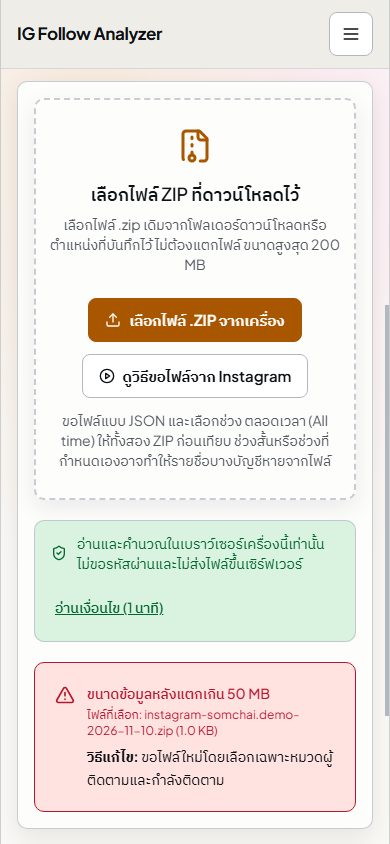 IG Follow Analyzer
เลือกไฟล์ ZIP ที่ดาวน์โหลดไว้
เลือกไฟล์ .zip เดิมจากโฟลเดอร์ดาวน์โหลดหรือ
ตำแหน่งที่บันทึกไว้ ไม่ต้องแตกไฟล์ ขนาดสูงสุด 200
MB
เลือกไฟล์ .ZIP จากเครื่อง
ดูวิธีขอไฟล์จาก Instagram
ขอไฟล์แบบ JSON และเลือกช่วง ตลอดเวลา (All
time) ให้ทั้งสอง ZIP ก่อนเทียบ ช่วงสั้นหรือช่วงที่
กำหนดเองอาจทำให้รายชื่อบางบัญชีหายจากไฟล์
อ่านและคำนวณในเบราว์เซอร์เครื่องนี้เท่านั้น
ไม่ขอรหัสผ่านและไม่ส่งไฟล์ขึ้นเซิร์ฟเวอร์
อ่านเงื่อนไข (1 นาที)
ขนาดข้อมูลหลังแตกเกิน 50 MB
ไฟล์ที่เลือก: instagram-somchai.demo-
2026-11-10.zip (1.0 KB)
วิธีแก้ไข: ขอไฟล์ใหม่โดยเลือกเฉพาะหมวดผู้
ติดตามและกำลังติดตาม